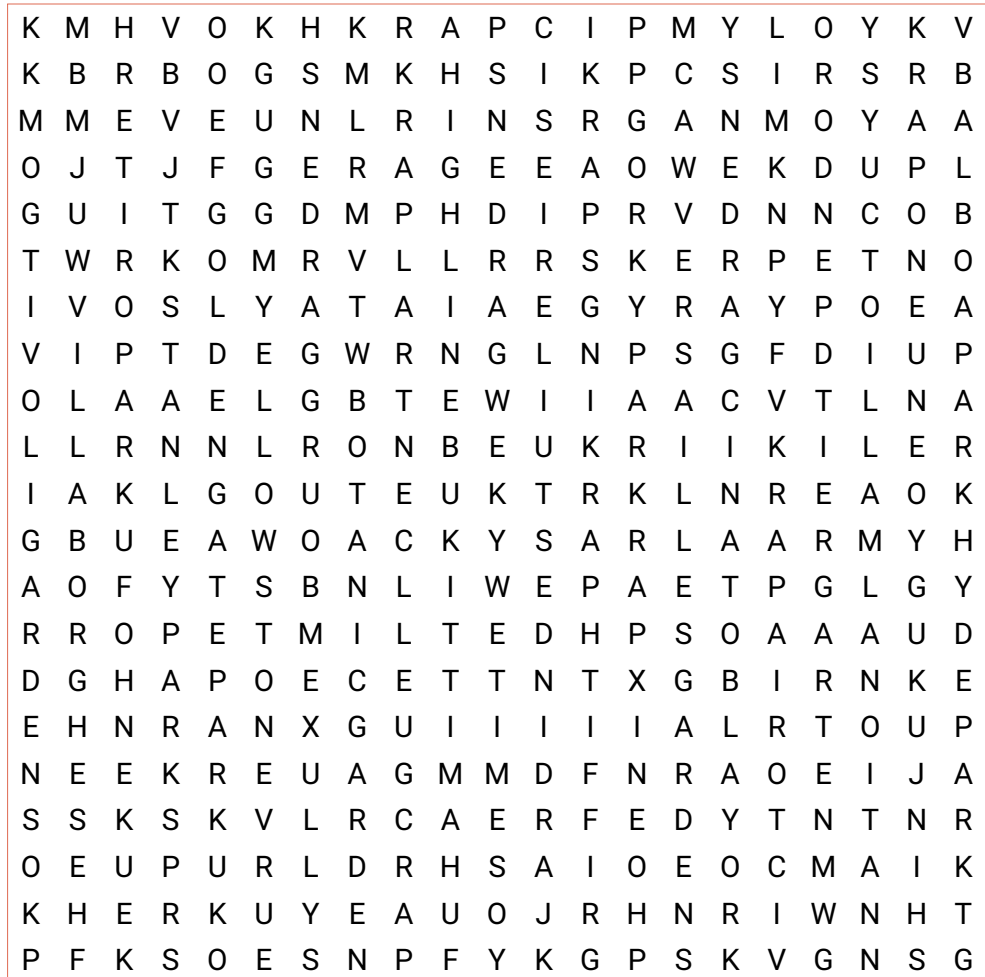 K M H V O K H K R A P C I P M Y L O Y K V
K B R B O G S M K H S I K P C S I R S R B
M M E V E U N L R I N S R G A N M O Y A A
O J T J F G E R A G E E A O W E K D U P L
G U I T G G D M P H D I P R V D N N C O B
T W R K O M R V L L R R S K E R P E T N O
I V O S L Y A T A I A E G Y R A Y P O E A
V I P T D E G W R N G L N P S G F D I U P
O L A A E L G B T E W I I A A C V T L N A
L L R N N L R O N B E U K R I I K I L E R
I A K L G O U T E U K T R K L N R E A O K
G B U E A W O A C K Y S A R L A A R M Y H
A O F Y T S B N L I W E P A E T P G L G Y
R R O P E T M I L T E D H P S O A A A U D
D G H A P O E C E T T N T X G B I R N K E
E H N R A N X G U I I I I I A L R T O U P
N E E K R E U A G M M D F N R A O E I J A
S S K S K V L R C A E R F E D Y T N T N R
O E U P U R L D R H S A I O E O C M A I K
K H E R K U Y E A U O J R H N R I W N H T
P F K S O E S N P F Y K G P S K V G N S G